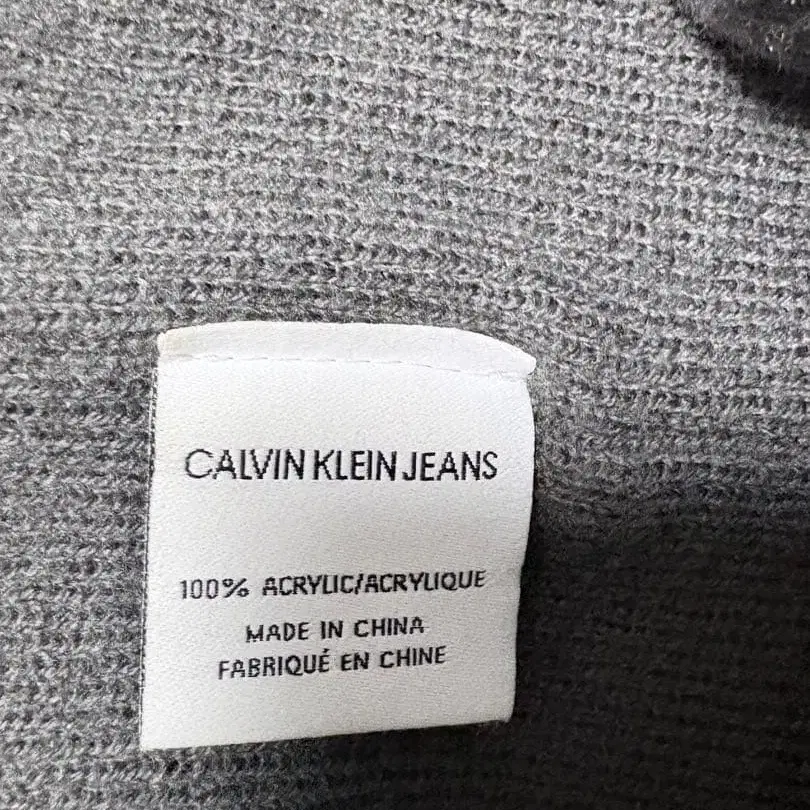 CALVIN KLEIN JEANS
100% ACRYLIC/ACRYLIQUE
MADE IN CHINA
FABRIQUÉ EN CHINE